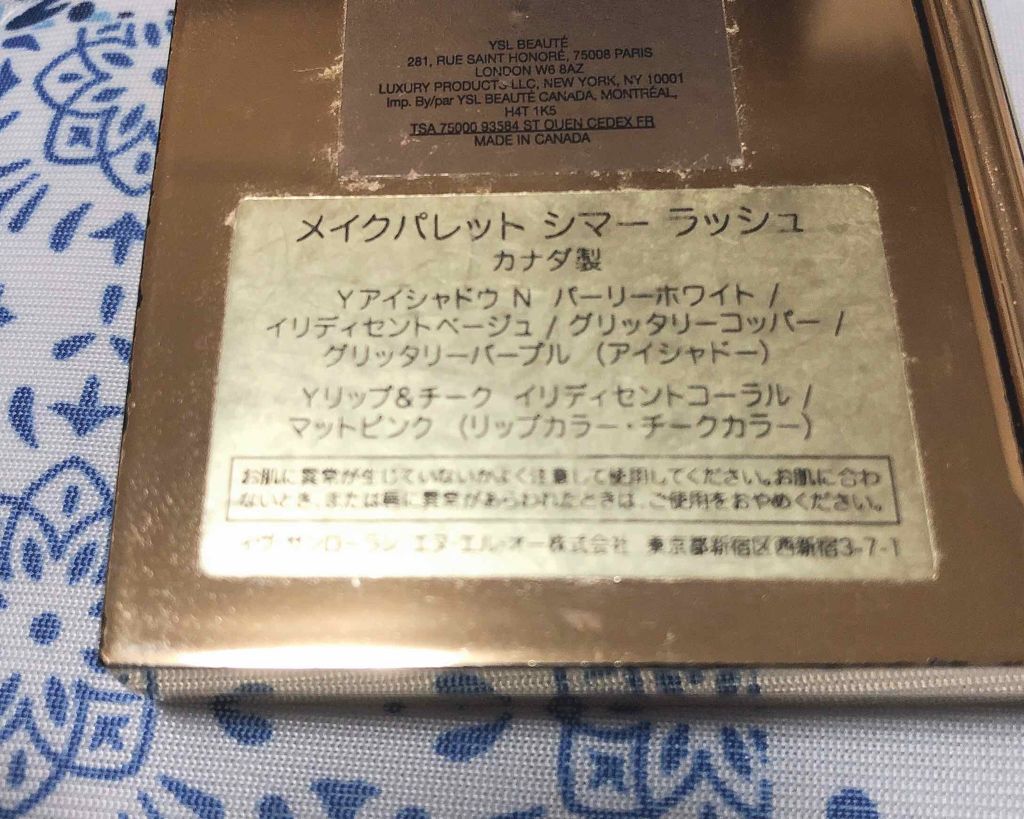 YSL BEAUTÉ
281, RUE SAINT HONORÉ, 75008 PARIS
LONDON W6 8AZ
LUXURY PRODUCTS LLC, NEW YORK, NY 10001
Imp. By/par YSL BEAUTÉ CANADA, MONTRÉAL,
H4T 1K5
TSA 75000 93584 ST OUEN CEDEX FR
MADE IN CANADA
メイクパレット シマー ラッシュ
カナダ製
Yアイシャドウ N パーリーホワイト /
イリディセントベージュ / グリッタリーコッパー /
グリッタリーパープル (アイシャドー)
Yリップ&チーク イリディセントコーラル /
マットピンク (リップカラー・チークカラー)
お肌に異常が生じていないかよく注意して使用してください。お肌に合わ
ないとき、または肌に異常があらわれたときは、ご使用をおやめください。
イヴ・サンローラン エヌ・エル・オー株式会社 東京都新宿区西新宿3-7-1